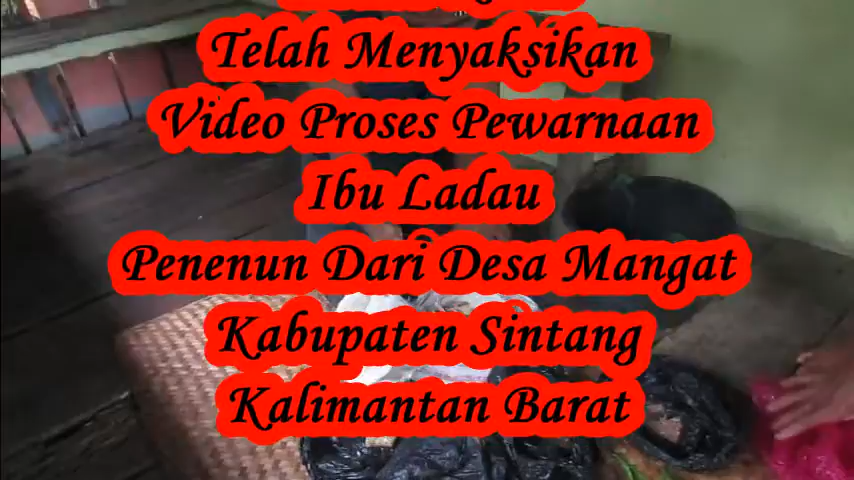 Telah Menyaksikan
Video Proses Pewarnaan
Ibu Ladau
Penenun Dari Desa Mangat
Kabupaten Sintang
Kalimantan Barat